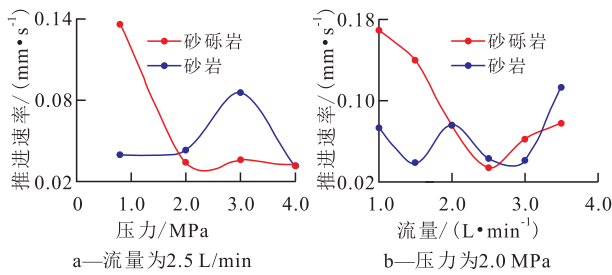 推进速率/(mm•s⁻¹)
0.14
0.08
0.02
砂砾岩
砂岩
0 1.0 2.0 3.0 4.0
压力/MPa
a—流量为2.5 L/min
推进速率/(mm•s⁻¹)
0.18
0.10
0.02
砂砾岩
砂岩
1.0 2.0 3.0 4.0
流量/(L•min⁻¹)
b—压力为2.0 MPa